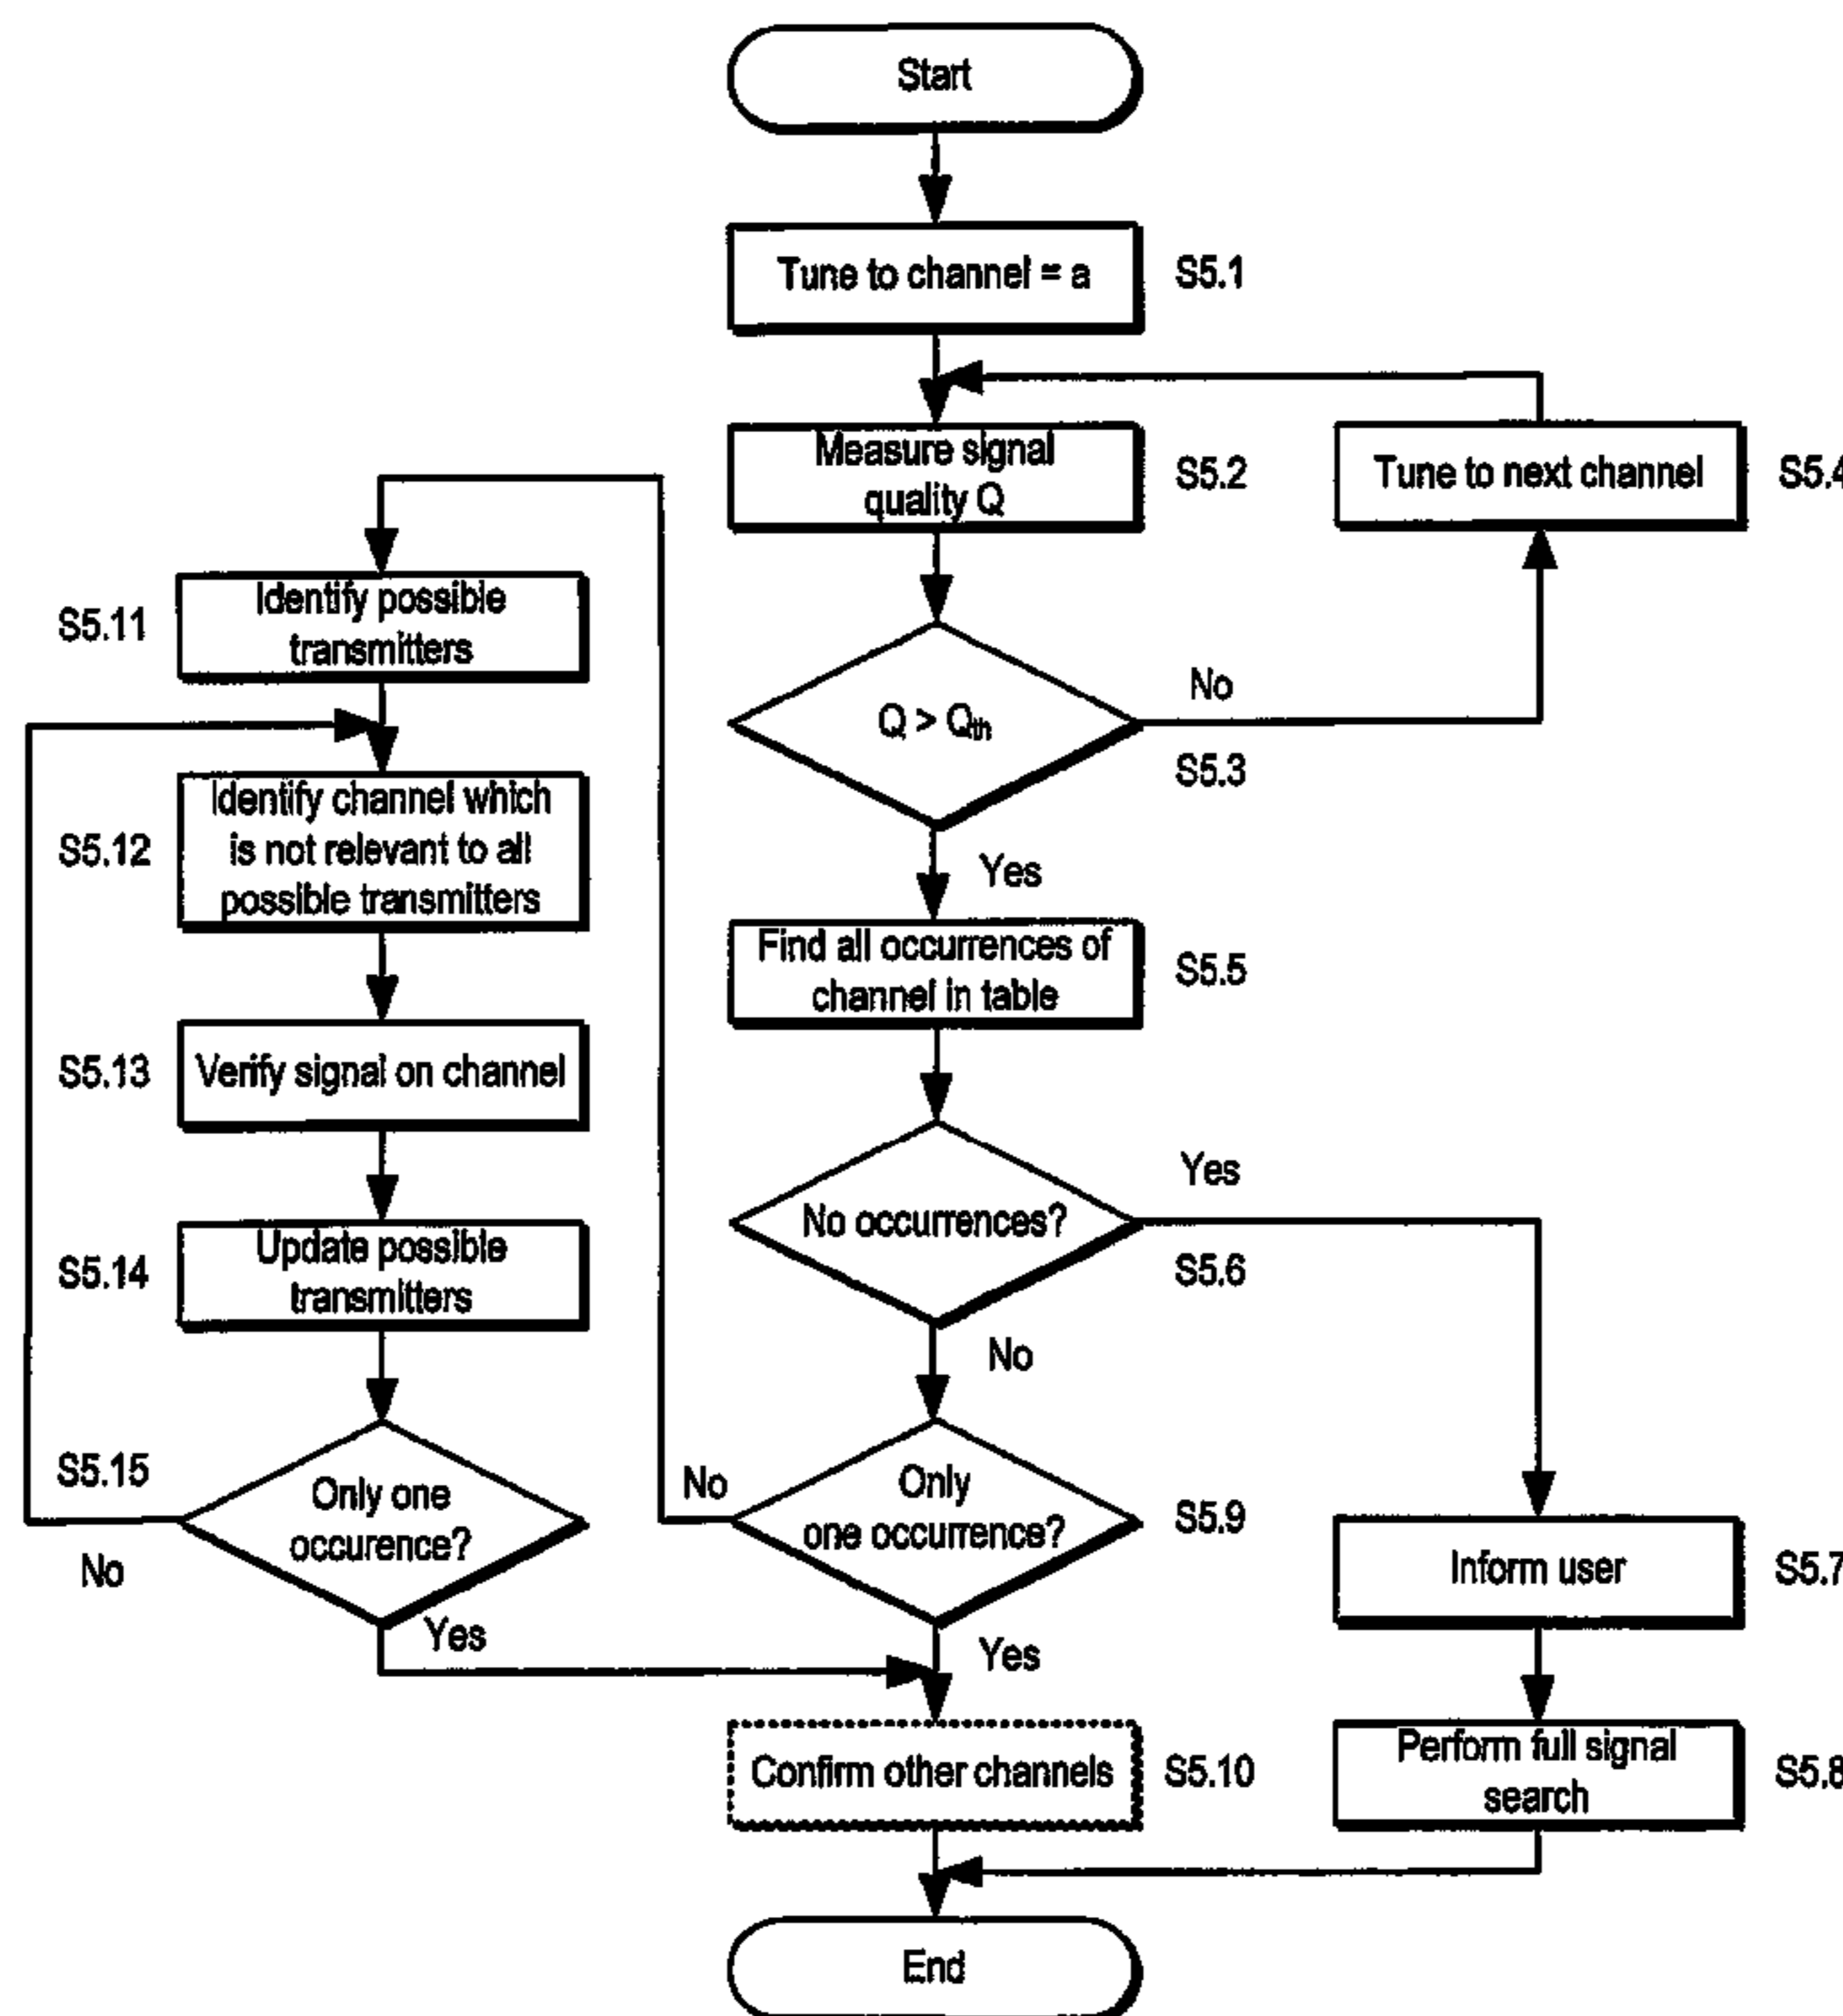 Start
Tune to channel = a
S5.1
Measure signal
quality Q
S5.2
Tune to next channel
S5.4
Q > Qth
No
S5.3
Yes
Find all occurrences of
channel in table
S5.5
No occurrences?
Yes
S5.6
No
Only
one occurrence?
No
S5.9
Yes
Inform user
S5.7
Perform full signal
search
S5.8
Confirm other channels
S5.10
End
S5.11
Identify possible
transmitters
S5.12
Identify channel which
is not relevant to all
possible transmitters
S5.13
Verify signal on channel
S5.14
Update possible
transmitters
S5.15
Only one
occurence?
No
Yes